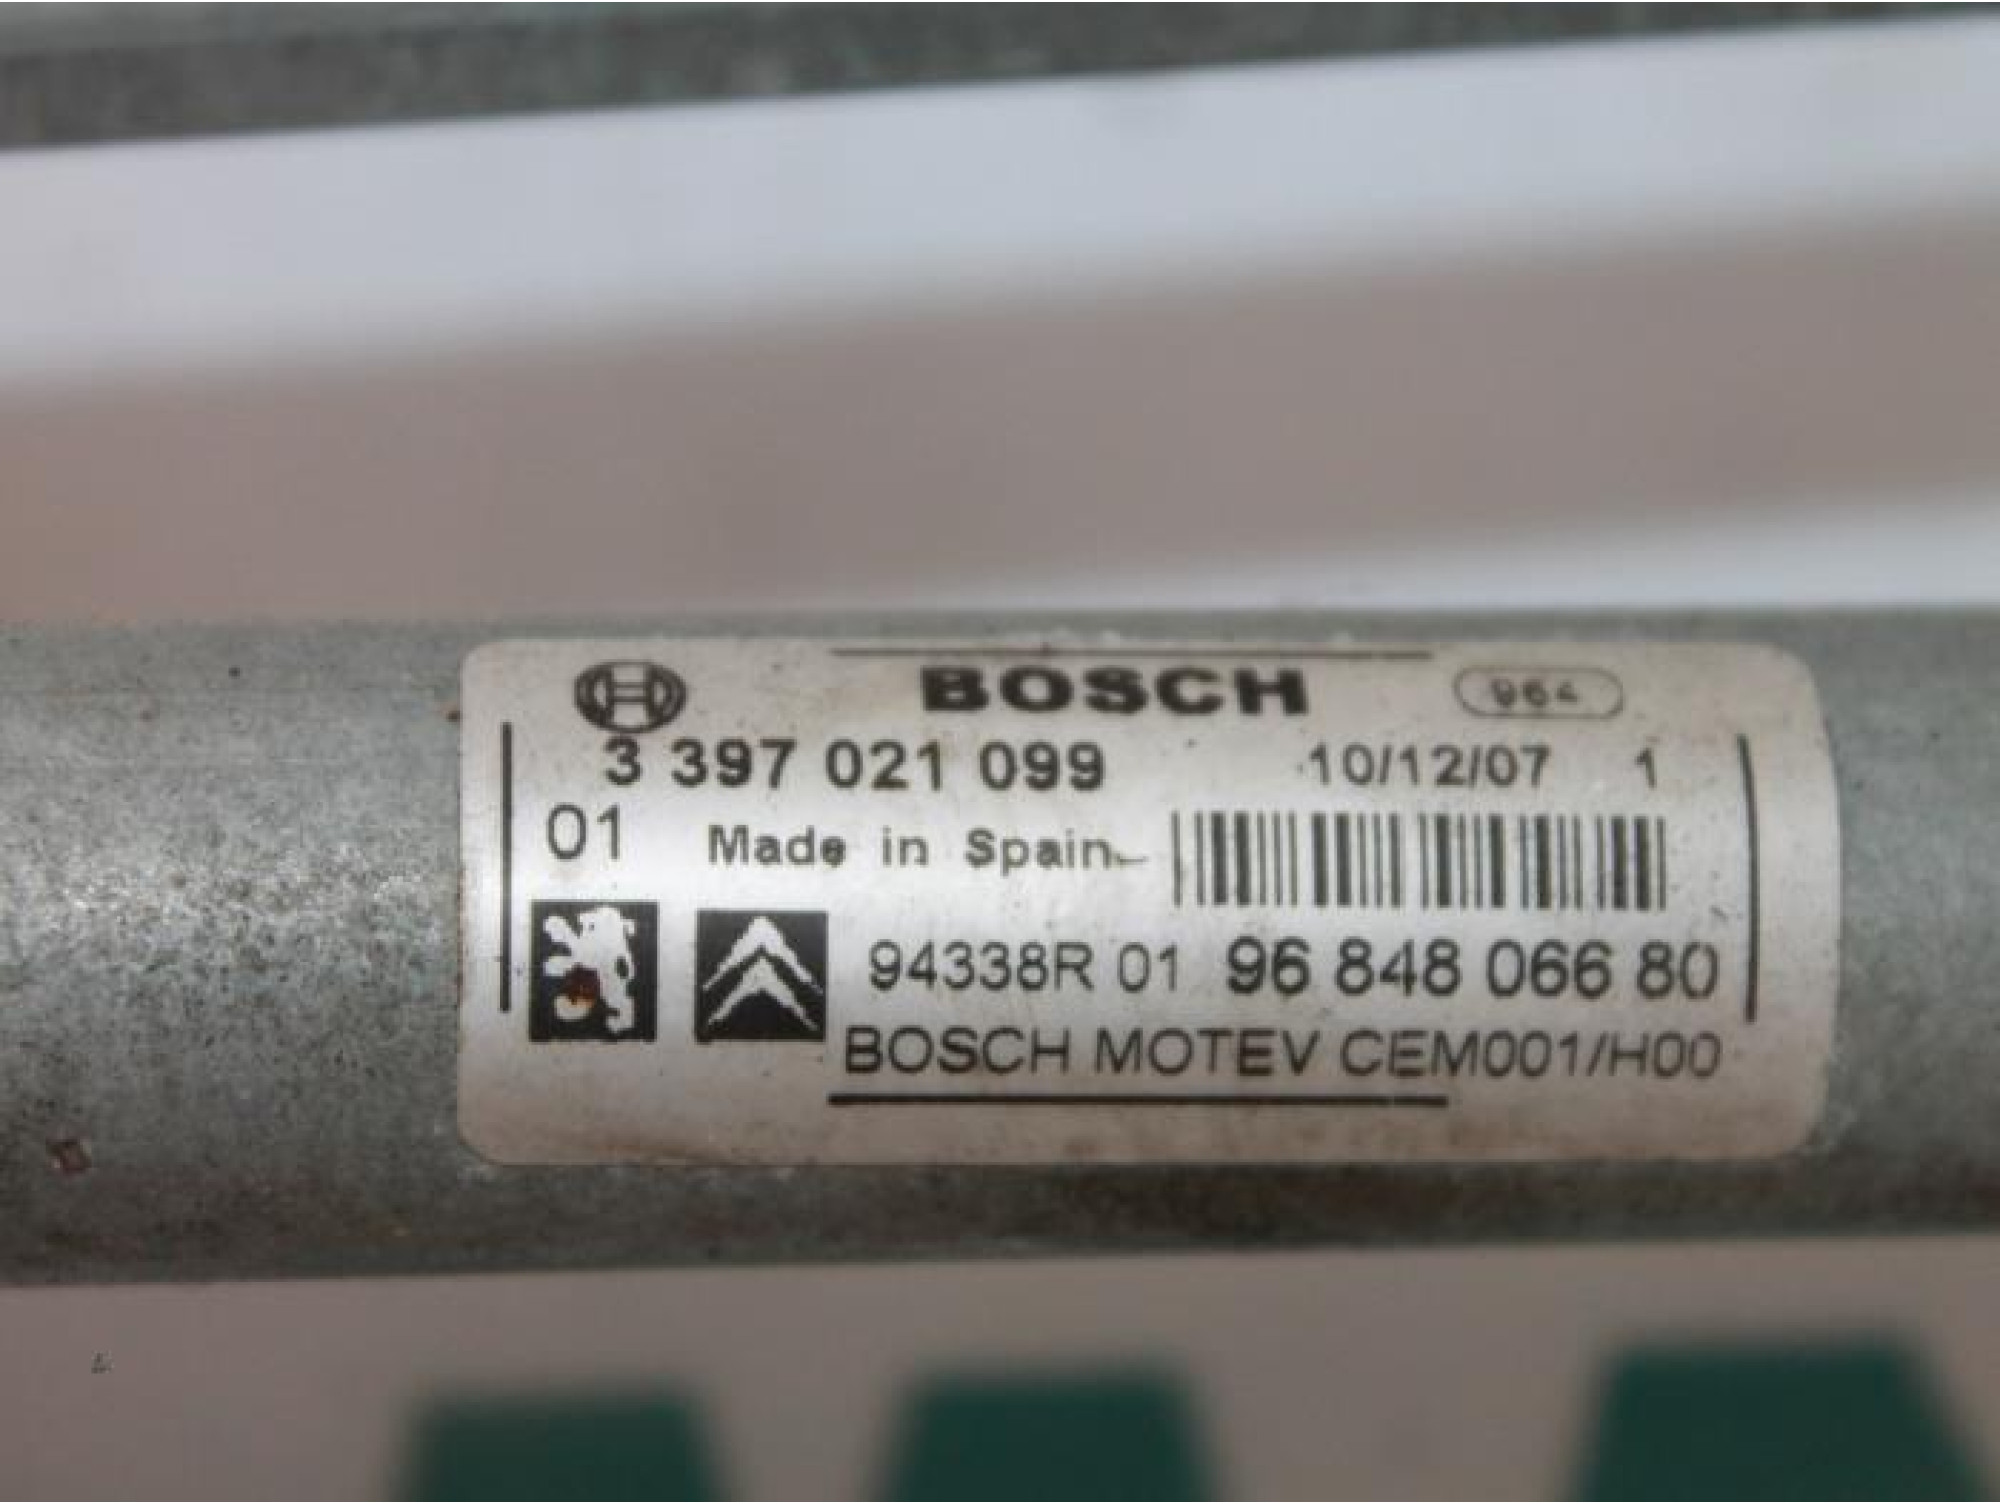 BOSCH 964
3 397 021 099 10/12/07 1
01 Made in Spain
94338R 01 96 848 066 80
BOSCH MOTEV CEM001/H00